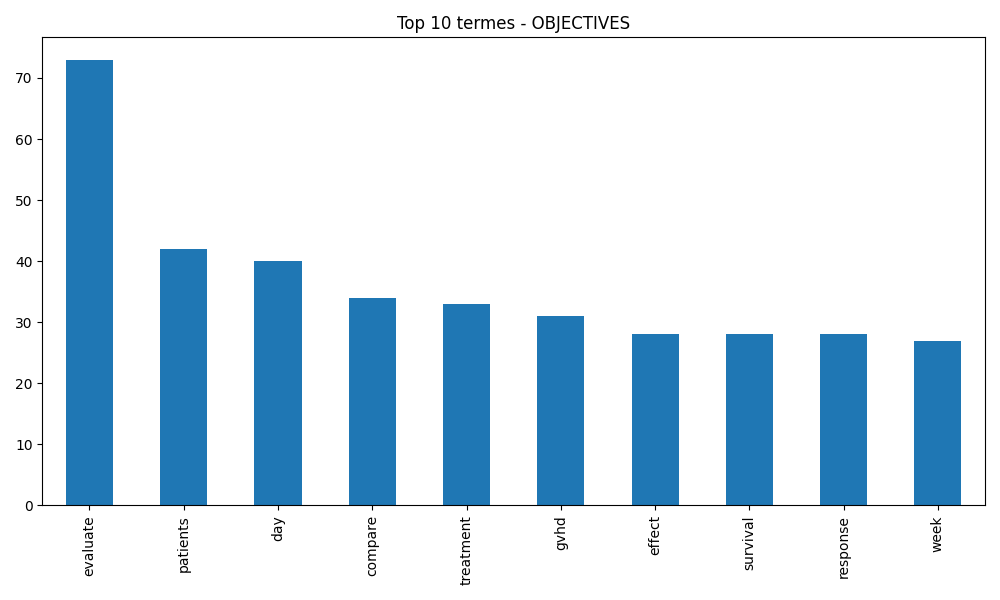 Top 10 termes - OBJECTIVES
70
60
50
40
30
20
10
0
evaluate
patients
day
compare
treatment
gvhd
effect
survival
response
week